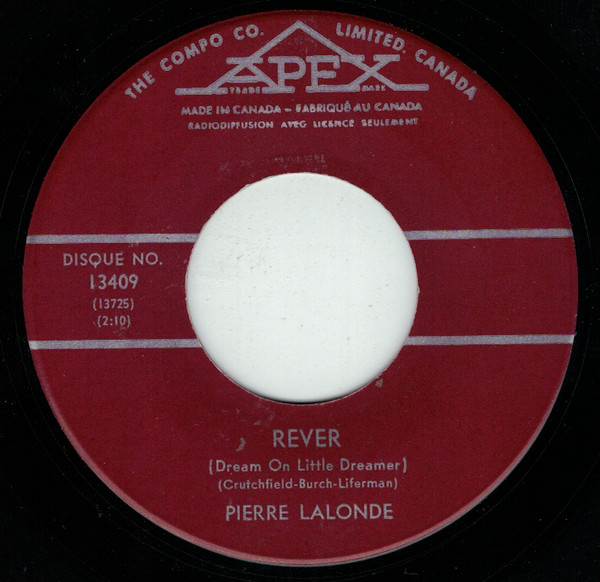 THE COMPO CO. LIMITED. CANADA
APEX
TRADE MARK
MADE IN CANADA – FABRIQUÉ AU CANADA
RADIODIFFUSION AVEC LICENCE SEULEMENT
DISQUE NO.
13409
(13725)
(2:10)
REVER
(Dream On Little Dreamer)
(Crutchfield-Burch-Liferman)
PIERRE LALONDE